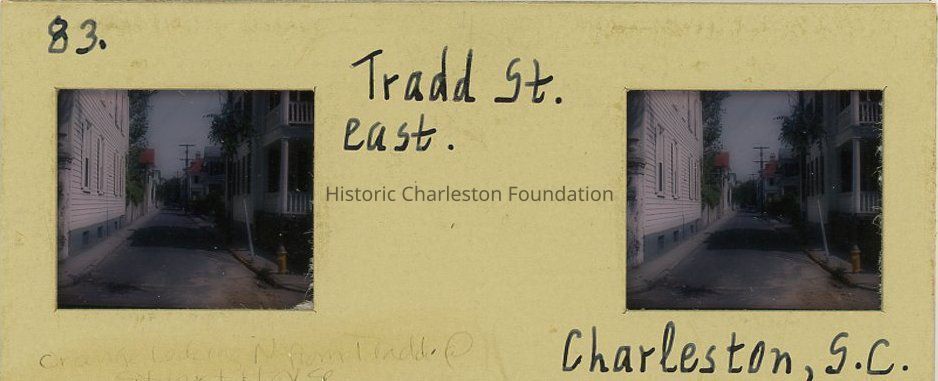 83.
Tradd St.
east.
Historic Charleston Foundation
Charleston, S.C.